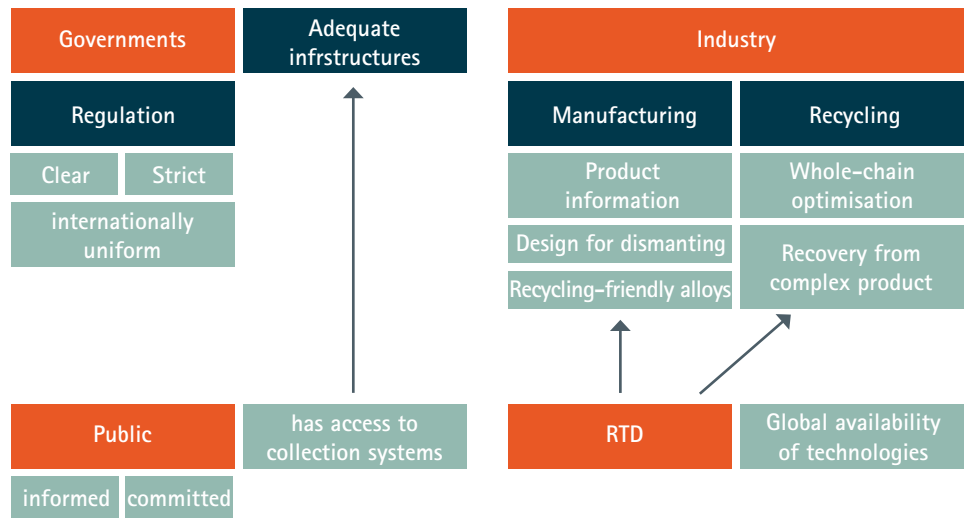 Governments
Adequate
infrstructures
Industry
Regulation
Manufacturing
Recycling
Clear
Strict
internationally
uniform
Product
information
Design for dismanting
Recycling-friendly alloys
Whole-chain
optimisation
Recovery from
complex product
Public
has access to
collection systems
RTD
Global availability
of technologies
informed
committed